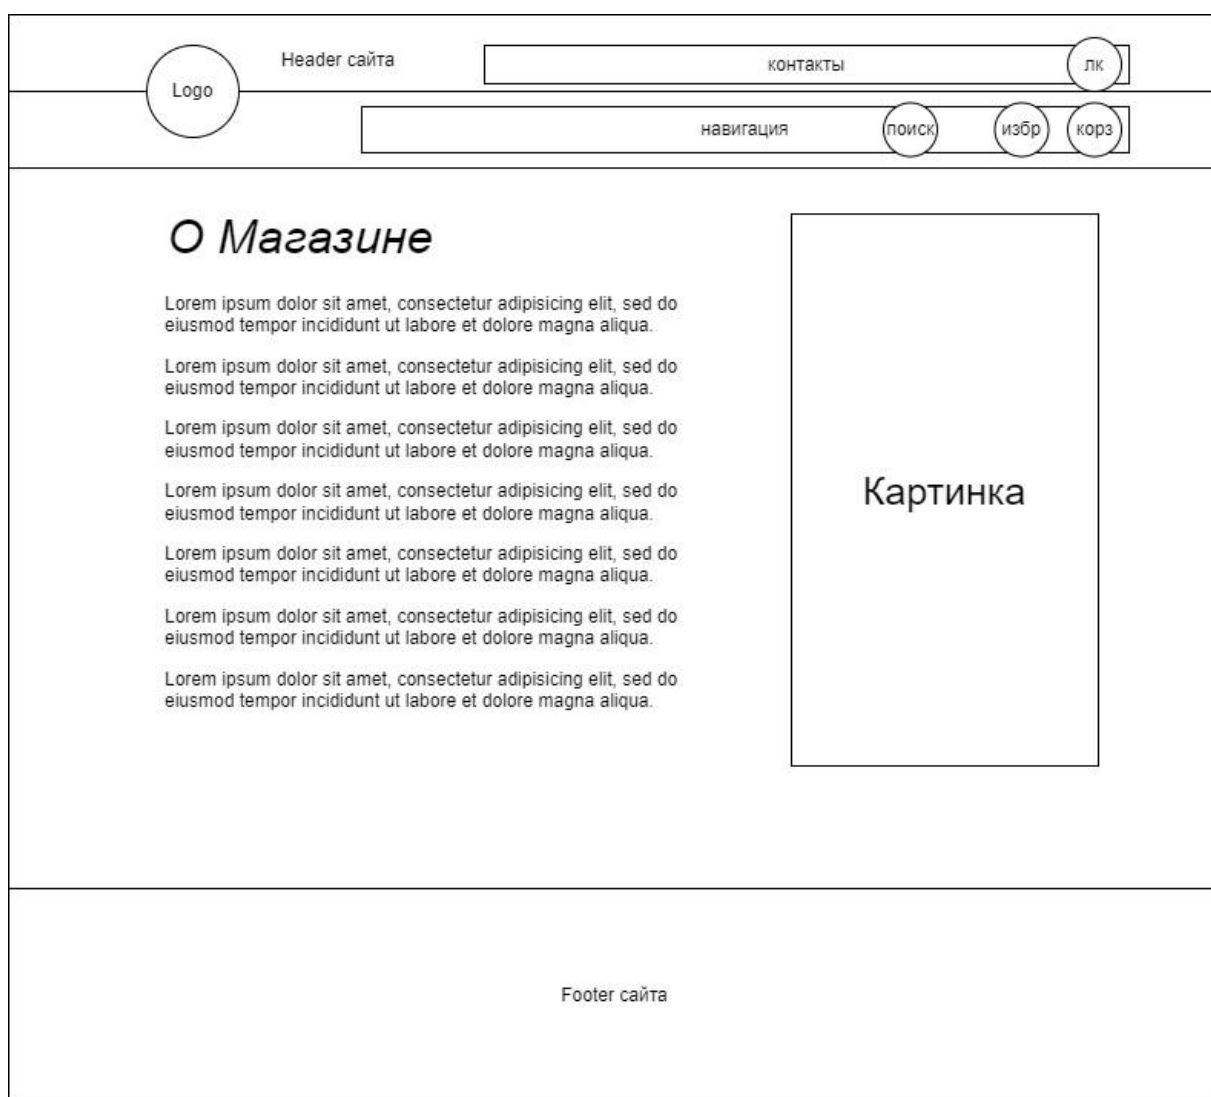 Header сайта
контакты
лк
Logo
навигация
поиск
избр
корз
О Магазине
Lorem ipsum dolor sit amet, consectetur adipisicing elit, sed do
eiusmod tempor incididunt ut labore et dolore magna aliqua.
Lorem ipsum dolor sit amet, consectetur adipisicing elit, sed do
eiusmod tempor incididunt ut labore et dolore magna aliqua.
Lorem ipsum dolor sit amet, consectetur adipisicing elit, sed do
eiusmod tempor incididunt ut labore et dolore magna aliqua.
Lorem ipsum dolor sit amet, consectetur adipisicing elit, sed do
eiusmod tempor incididunt ut labore et dolore magna aliqua.
Lorem ipsum dolor sit amet, consectetur adipisicing elit, sed do
eiusmod tempor incididunt ut labore et dolore magna aliqua.
Lorem ipsum dolor sit amet, consectetur adipisicing elit, sed do
eiusmod tempor incididunt ut labore et dolore magna aliqua.
Lorem ipsum dolor sit amet, consectetur adipisicing elit, sed do
eiusmod tempor incididunt ut labore et dolore magna aliqua.
Картинка
Footer сайта